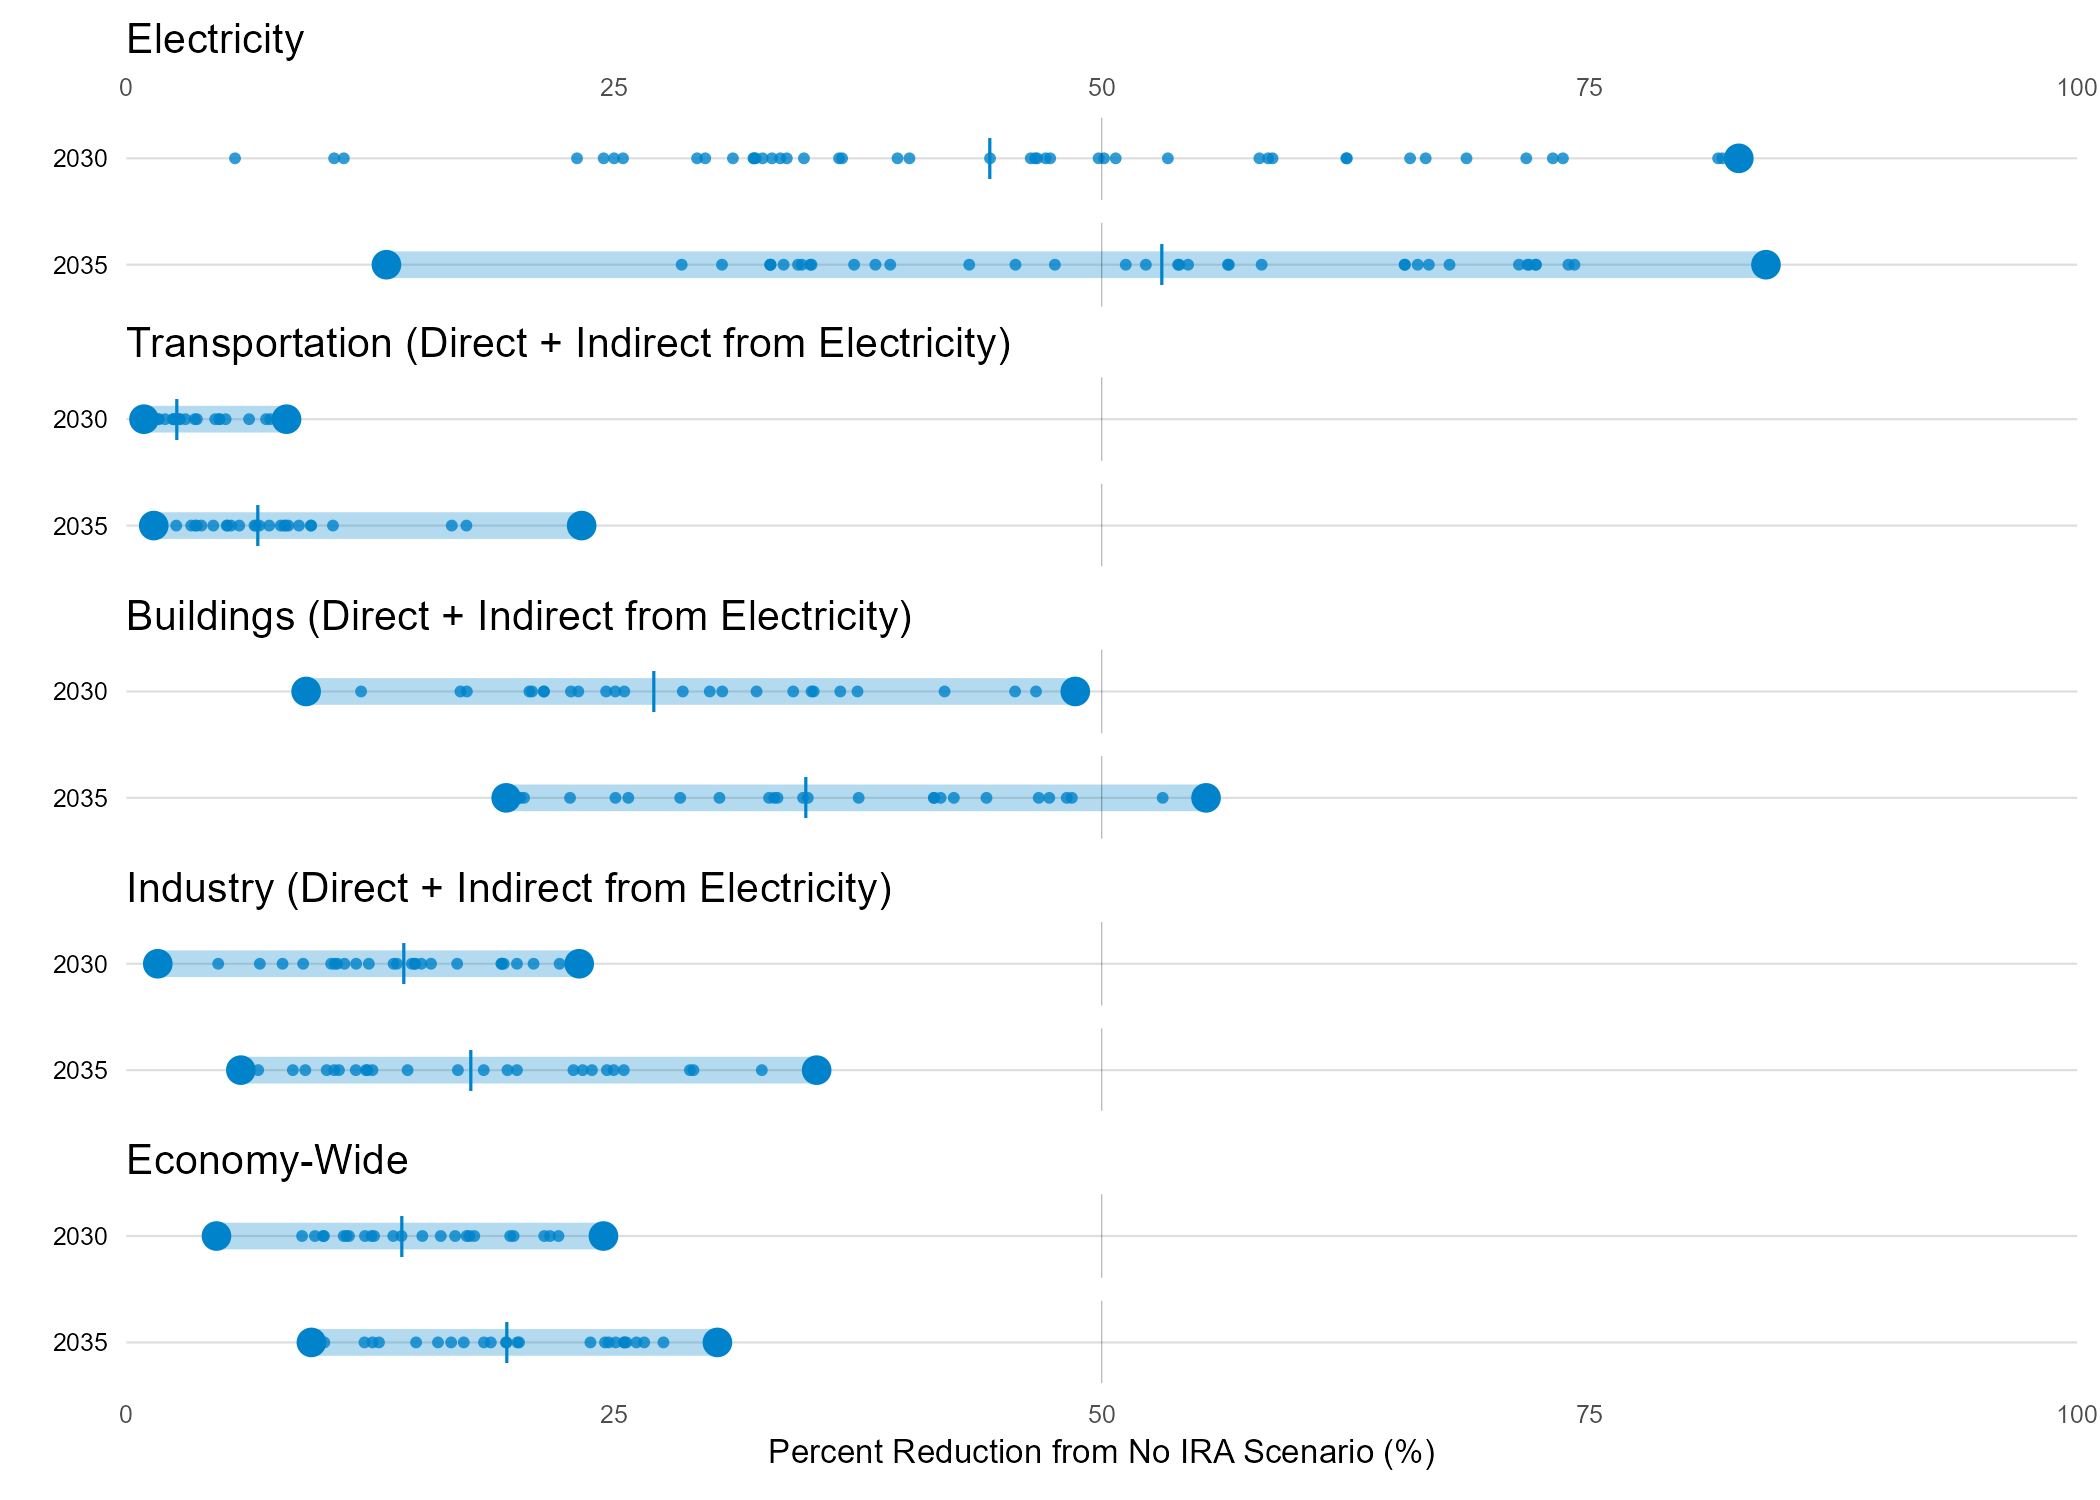 Electricity
0 25 50 75 100
2030
2035
Transportation (Direct + Indirect from Electricity)
2030
2035
Buildings (Direct + Indirect from Electricity)
2030
2035
Industry (Direct + Indirect from Electricity)
2030
2035
Economy-Wide
2030
2035
0 25 50 75 100
Percent Reduction from No IRA Scenario (%)